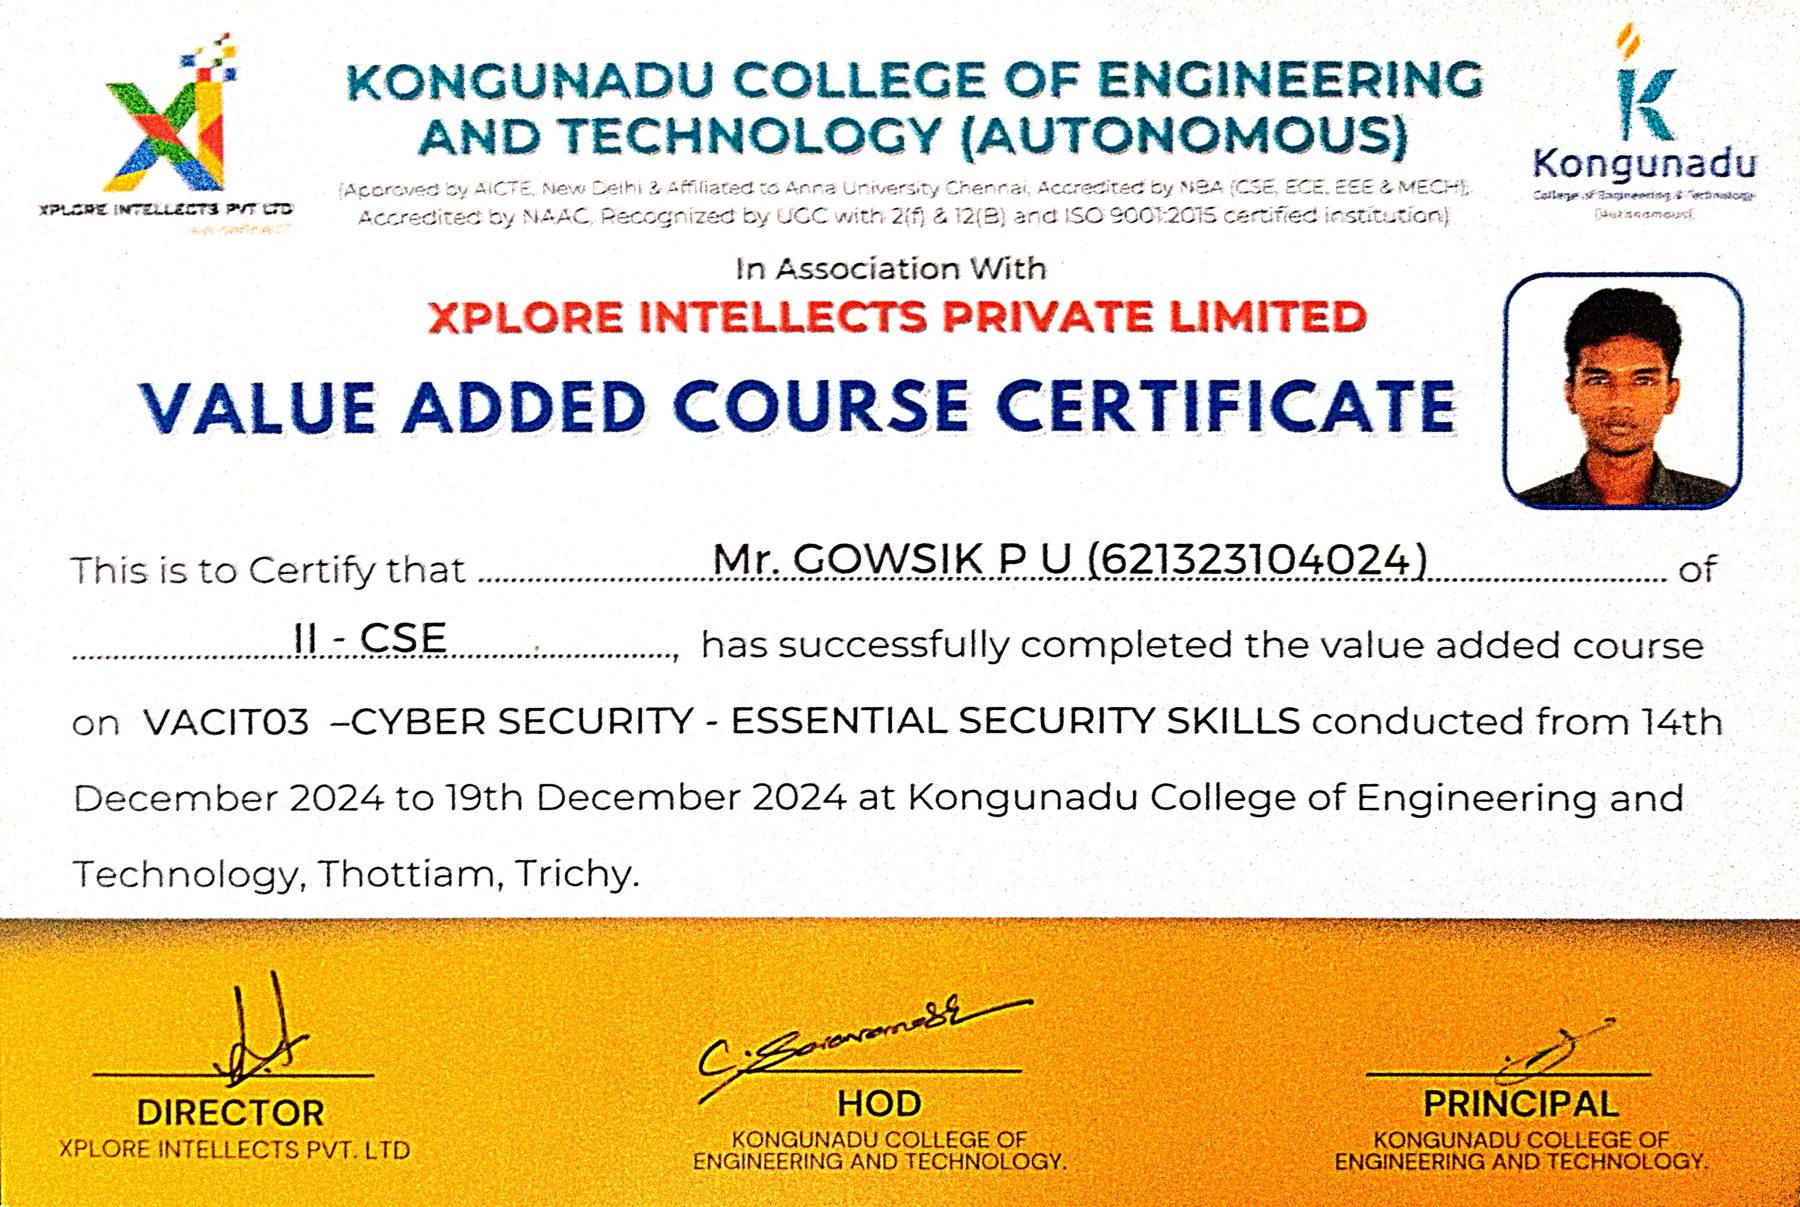 KONGUNADU COLLEGE OF ENGINEERING
AND TECHNOLOGY (AUTONOMOUS)
(Approved by AICTE, New Delhi & Affiliated to Anna University Chennai, Accredited by NBA (CSE, ECE, EEE & MECH),
Accredited by NAAC, Recognized by UGC with 2(f) & 12(B) and ISO 9001:2015 certified institution)
XPLORE INTELLECTS PVT LTD
Kongunadu
College of Engineering & Technology
(Autonomous)
In Association With
XPLORE INTELLECTS PRIVATE LIMITED
VALUE ADDED COURSE CERTIFICATE
This is to Certify that Mr. GOWSIK P U (621323104024) of
II - CSE, has successfully completed the value added course
on VACIT03 –CYBER SECURITY - ESSENTIAL SECURITY SKILLS conducted from 14th
December 2024 to 19th December 2024 at Kongunadu College of Engineering and
Technology, Thottiam, Trichy.
DIRECTOR
XPLORE INTELLECTS PVT. LTD
HOD
KONGUNADU COLLEGE OF
ENGINEERING AND TECHNOLOGY.
PRINCIPAL
KONGUNADU COLLEGE OF
ENGINEERING AND TECHNOLOGY.